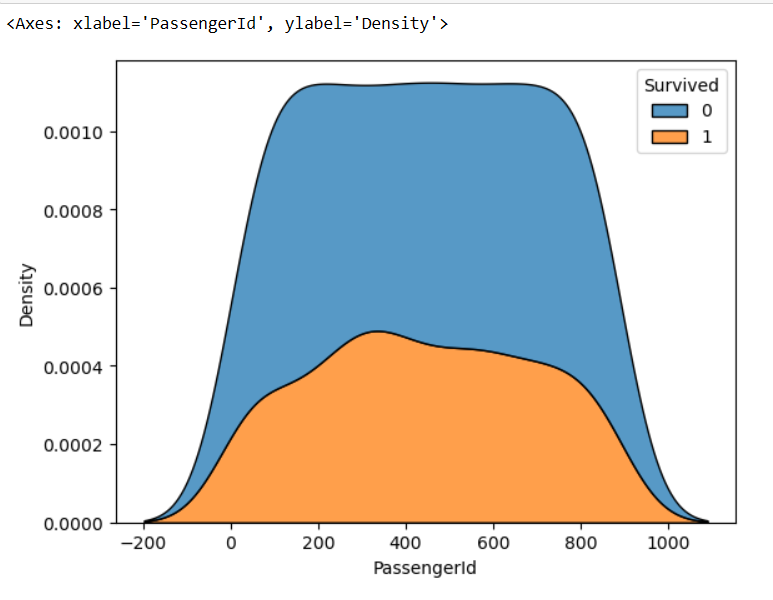 <Axes: xlabel='PassengerId', ylabel='Density'>
Survived
0
1
0.0010
0.0008
0.0006
0.0004
0.0002
0.0000
Density
−200 0 200 400 600 800 1000
PassengerId